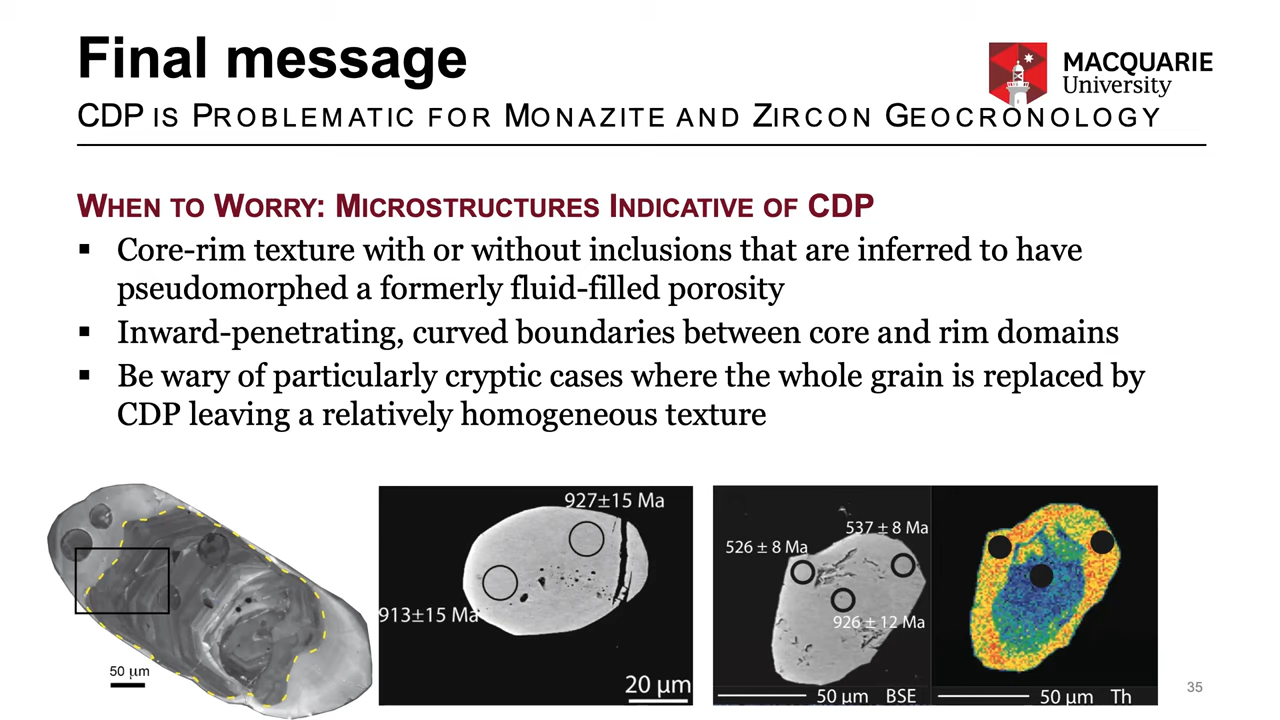 Final message
MACQUARIE
University
CDP IS PROBLEMATIC FOR MONAZITE AND ZIRCON GEOCRONOLOGY
WHEN TO WORRY: MICROSTRUCTURES INDICATIVE OF CDP
▪ Core-rim texture with or without inclusions that are inferred to have
pseudomorphed a formerly fluid-filled porosity
▪ Inward-penetrating, curved boundaries between core and rim domains
▪ Be wary of particularly cryptic cases where the whole grain is replaced by
CDP leaving a relatively homogeneous texture
50 µm
927±15 Ma
913±15 Ma
20 µm
537 ± 8 Ma
526 ± 8 Ma
926 ± 12 Ma
50 µm BSE
50 µm Th
35